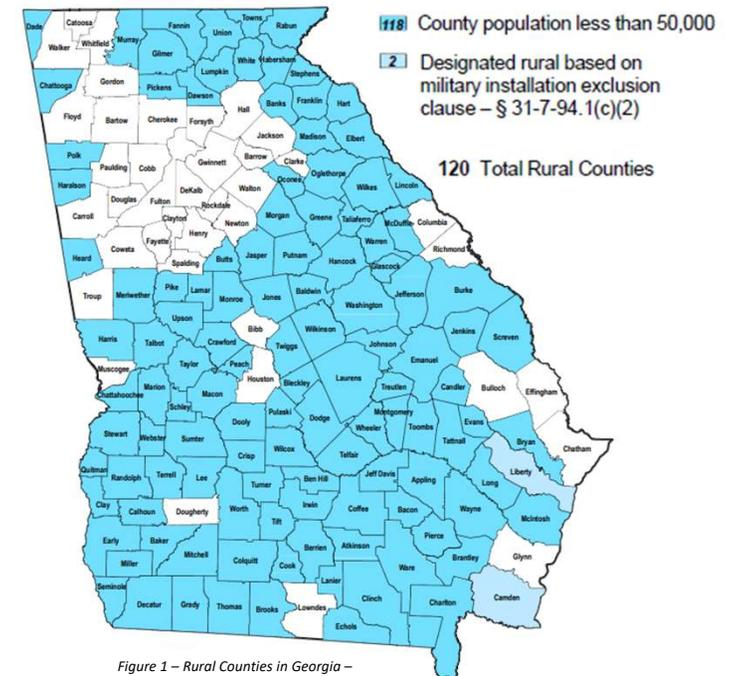 118 County population less than 50,000
2 Designated rural based on
military installation exclusion
clause – § 31-7-94.1(c)(2)
120 Total Rural Counties
Dade
Catoosa
Walker
Whitfield
Murray
Fannin
Towns
Union
Rabun
Gilmer
White
Habersham
Lumpkin
Stephens
Chattooga
Gordon
Pickens
Dawson
Banks
Franklin
Hart
Floyd
Bartow
Cherokee
Forsyth
Hall
Jackson
Madison
Elbert
Polk
Paulding
Cobb
Gwinnett
Barrow
Clarke
Oconee
Oglethorpe
Wilkes
Lincoln
Haralson
Douglas
Fulton
DeKalb
Rockdale
Walton
Morgan
Greene
Taliaferro
McDuffie
Columbia
Carroll
Clayton
Henry
Newton
Warren
Richmond
Heard
Coweta
Fayette
Spalding
Butts
Jasper
Putnam
Hancock
Glascock
Troup
Meriwether
Pike
Lamar
Monroe
Jones
Baldwin
Washington
Jefferson
Burke
Upson
Bibb
Wilkinson
Jenkins
Screven
Harris
Talbot
Crawford
Twiggs
Johnson
Emanuel
Muscogee
Taylor
Peach
Houston
Bleckley
Laurens
Treutlen
Candler
Bulloch
Effingham
Chattahoochee
Marion
Schley
Macon
Pulaski
Dodge
Montgomery
Wheeler
Toombs
Evans
Tattnall
Bryan
Chatham
Stewart
Webster
Sumter
Dooly
Crisp
Wilcox
Telfair
Liberty
Quitman
Randolph
Terrell
Lee
Turner
Ben Hill
Jeff Davis
Appling
Long
Clay
Calhoun
Dougherty
Worth
Tift
Irwin
Coffee
Bacon
Wayne
McIntosh
Early
Baker
Mitchell
Colquitt
Cook
Berrien
Atkinson
Ware
Pierce
Brantley
Glynn
Miller
Seminole
Decatur
Grady
Thomas
Brooks
Lowndes
Lanier
Echols
Clinch
Charlton
Camden
Figure 1 – Rural Counties in Georgia –